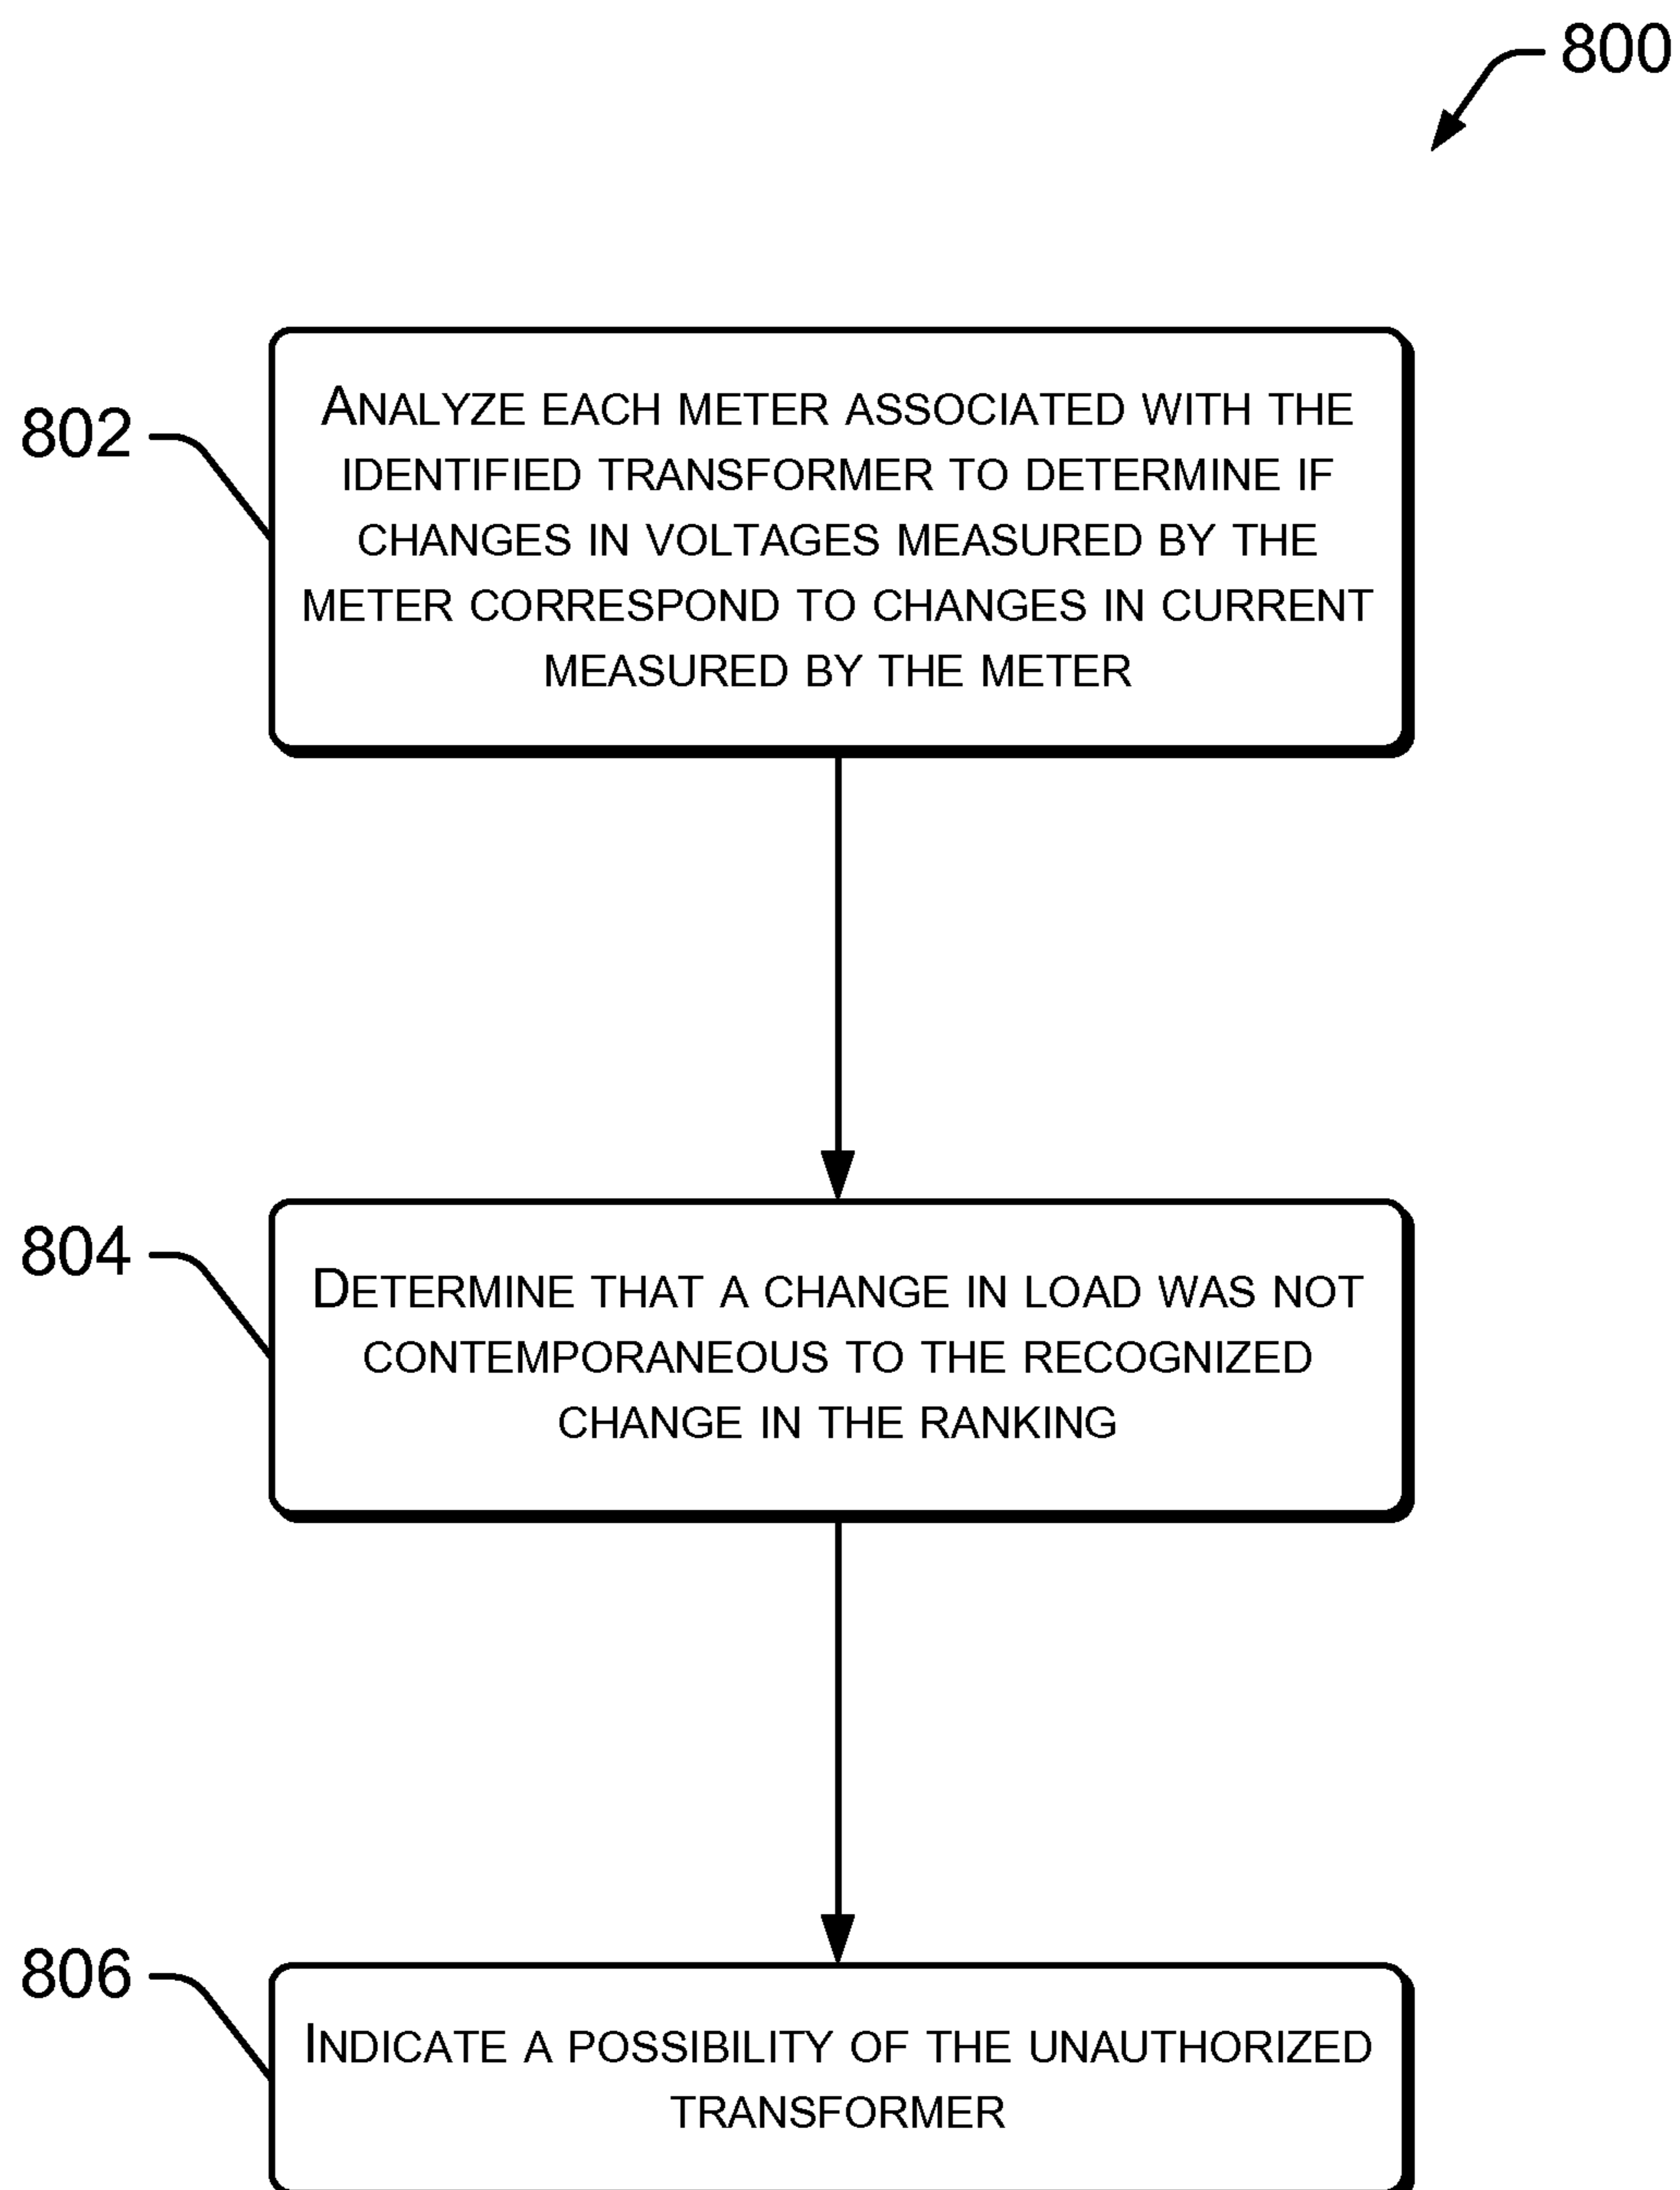 800
802
ANALYZE EACH METER ASSOCIATED WITH THE
IDENTIFIED TRANSFORMER TO DETERMINE IF
CHANGES IN VOLTAGES MEASURED BY THE
METER CORRESPOND TO CHANGES IN CURRENT
MEASURED BY THE METER
804
DETERMINE THAT A CHANGE IN LOAD WAS NOT
CONTEMPORANEOUS TO THE RECOGNIZED
CHANGE IN THE RANKING
806
INDICATE A POSSIBILITY OF THE UNAUTHORIZED
TRANSFORMER